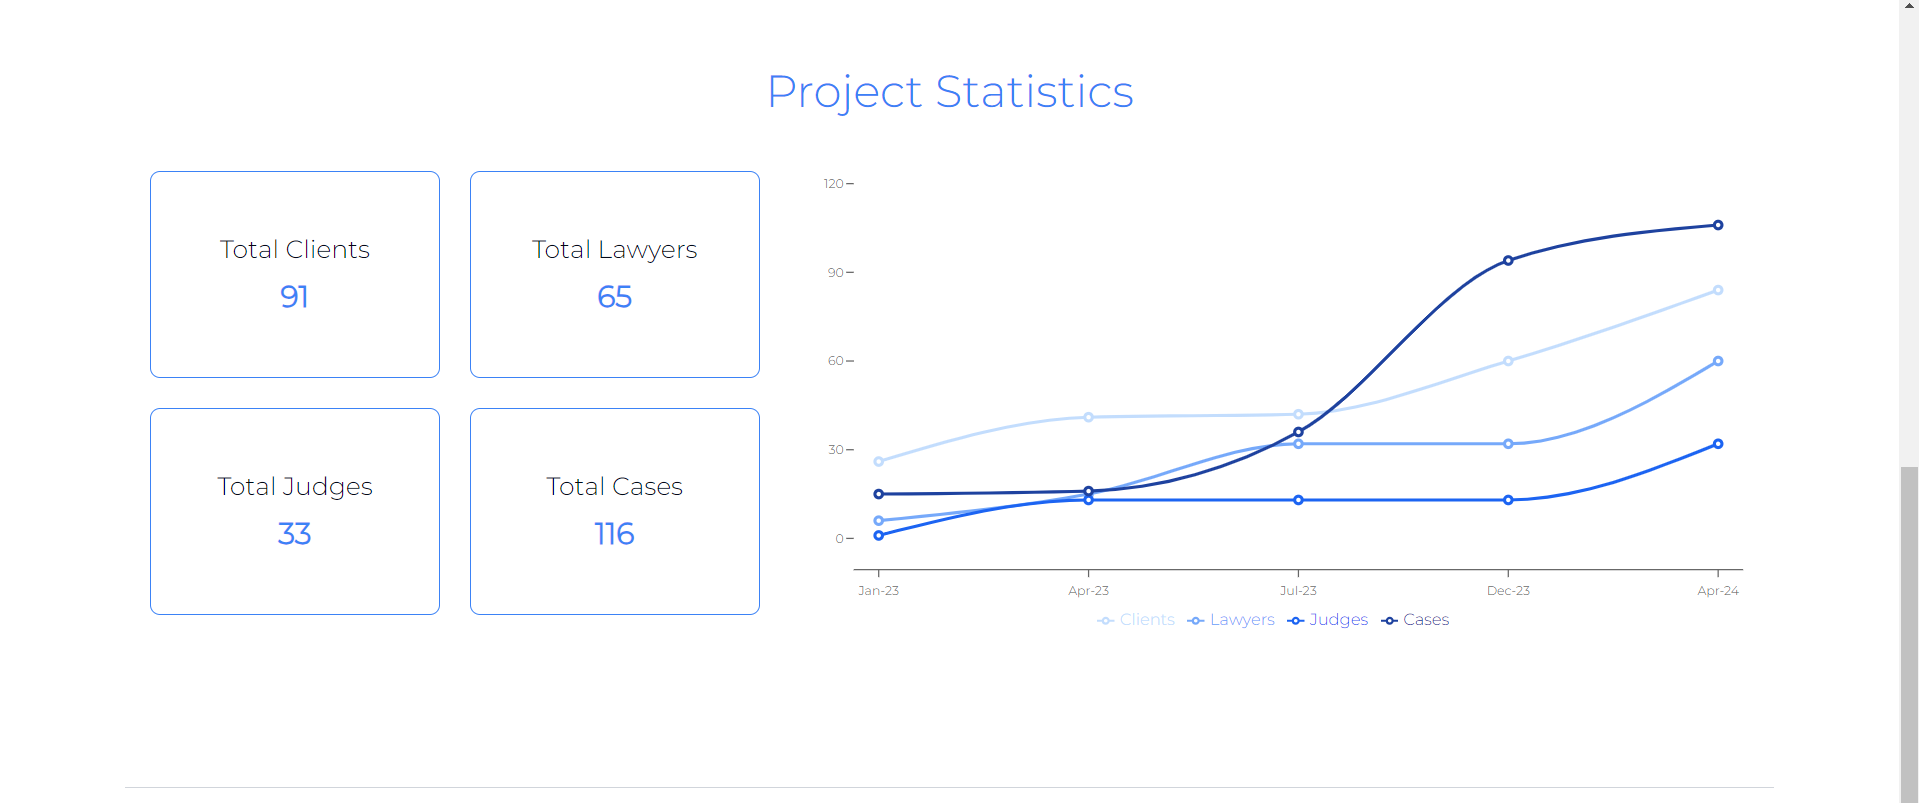 Project Statistics
Total Clients
91
Total Lawyers
65
Total Judges
33
Total Cases
116
120
90
60
30
0
Jan-23 Apr-23 Jul-23 Dec-23 Apr-24
Clients Lawyers Judges Cases